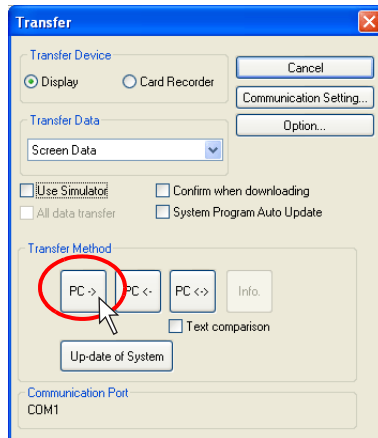 Transfer
Transfer Device
Display
Card Recorder
Cancel
Communication Setting...
Transfer Data
Option...
Screen Data
Use Simulator
Confirm when downloading
All data transfer
System Program Auto Update
Transfer Method
PC ->
PC <-
PC <->
Info.
Text comparison
Up-date of System
Communication Port
COM1